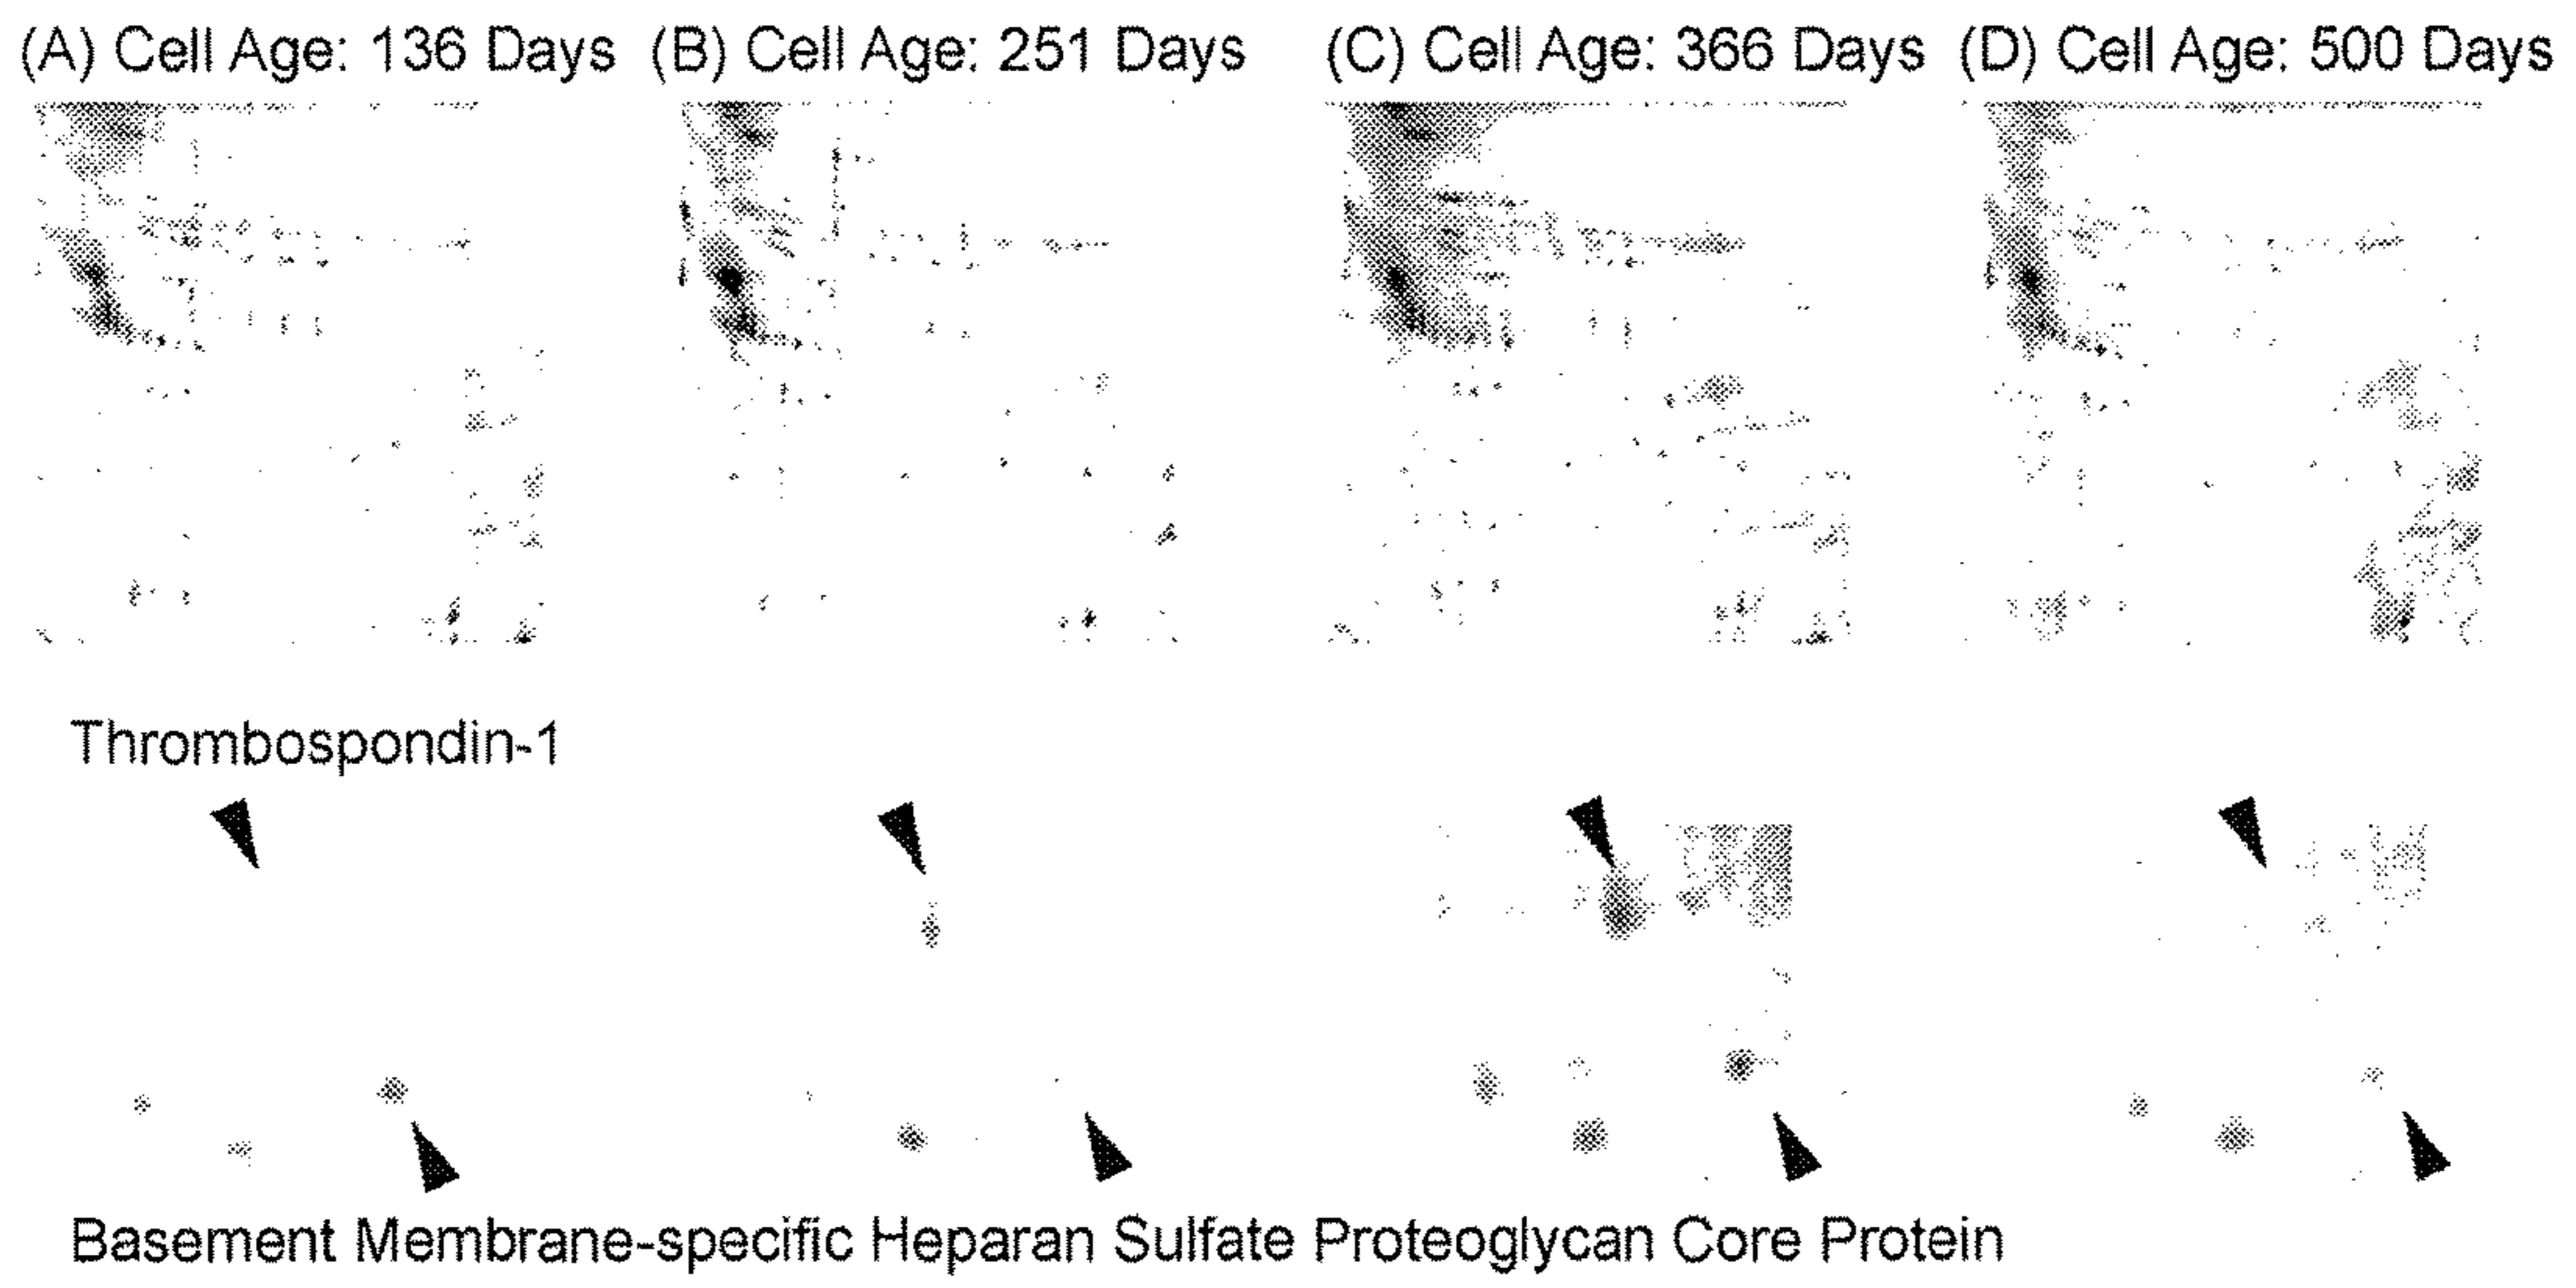 (A) Cell Age: 136 Days (B) Cell Age: 251 Days (C) Cell Age: 366 Days (D) Cell Age: 500 Days
Thrombospondin-1
Basement Membrane-specific Heparan Sulfate Proteoglycan Core Protein